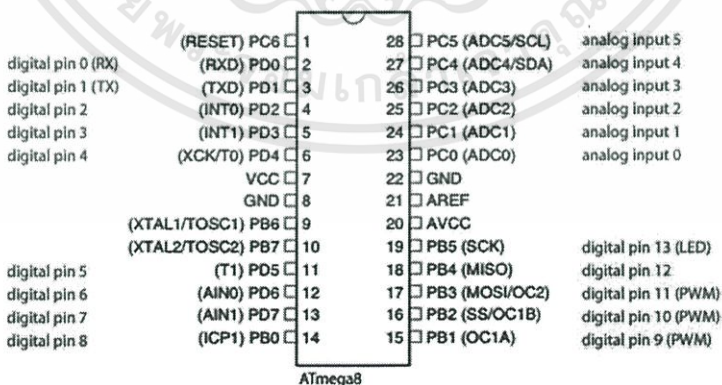 (RESET) PC6 1 28 PC5 (ADC5/SCL) analog input 5
digital pin 0 (RX) (RXD) PD0 2 27 PC4 (ADC4/SDA) analog input 4
digital pin 1 (TX) (TXD) PD1 3 26 PC3 (ADC3) analog input 3
digital pin 2 (INT0) PD2 4 25 PC2 (ADC2) analog input 2
digital pin 3 (INT1) PD3 5 24 PC1 (ADC1) analog input 1
digital pin 4 (XCK/T0) PD4 6 23 PC0 (ADC0) analog input 0
VCC 7 22 GND
GND 8 21 AREF
(XTAL1/TOSC1) PB6 9 20 AVCC
(XTAL2/TOSC2) PB7 10 19 PB5 (SCK) digital pin 13 (LED)
digital pin 5 (T1) PD5 11 18 PB4 (MISO) digital pin 12
digital pin 6 (AIN0) PD6 12 17 PB3 (MOSI/OC2) digital pin 11 (PWM)
digital pin 7 (AIN1) PD7 13 16 PB2 (SS/OC1B) digital pin 10 (PWM)
digital pin 8 (ICP1) PB0 14 15 PB1 (OC1A) digital pin 9 (PWM)
ATmega8